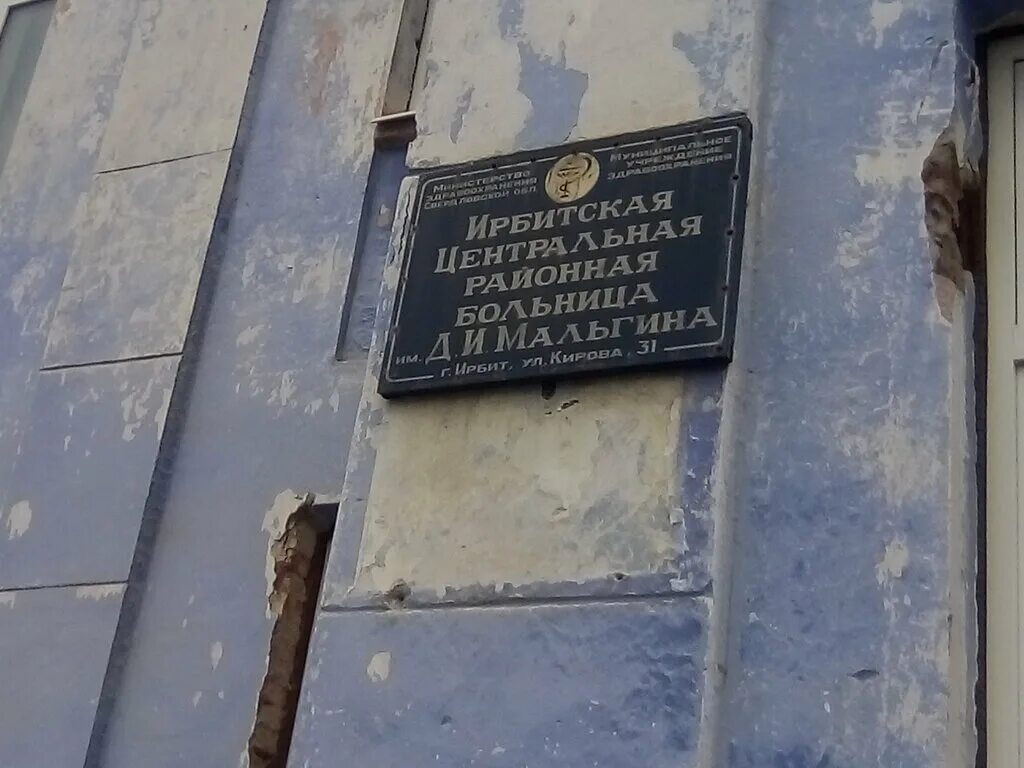 Министерство
здравоохранения
Свердловской обл
Муниципальное
учреждение
здравоохранения
Ирбитская
Центральная
районная
больница
им. Д.И Мальгина
г. Ирбит, ул. Кирова, 31